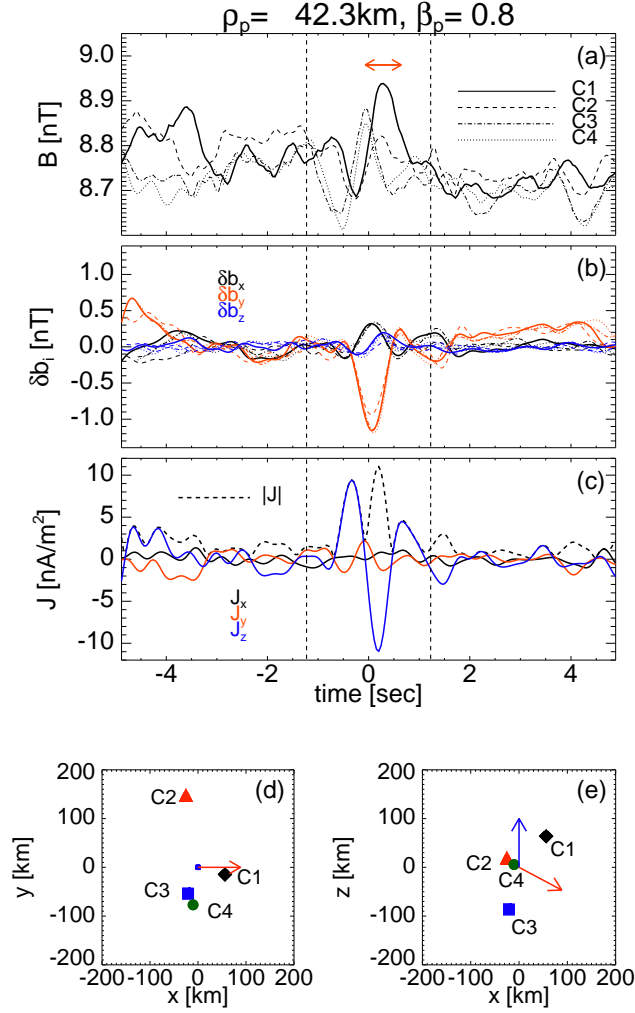 ρp= 42.3km, βp= 0.8
(a)
9.0
8.9
8.8
8.7
B [nT]
C1
C2
C3
C4
(b)
1.0
0.5
0.0
-0.5
-1.0
δbi [nT]
δbx
δby
δbz
(c)
10
5
0
-5
-10
J [nA/m²]
|J|
Jx
Jy
Jz
-4 -2 0 2 4
time [sec]
(d)
200
100
0
-100
-200
y [km]
C2
C1
C3
C4
-200 -100 0 100 200
x [km]
(e)
200
100
0
-100
-200
z [km]
C1
C2
C4
C3
-200 -100 0 100 200
x [km]